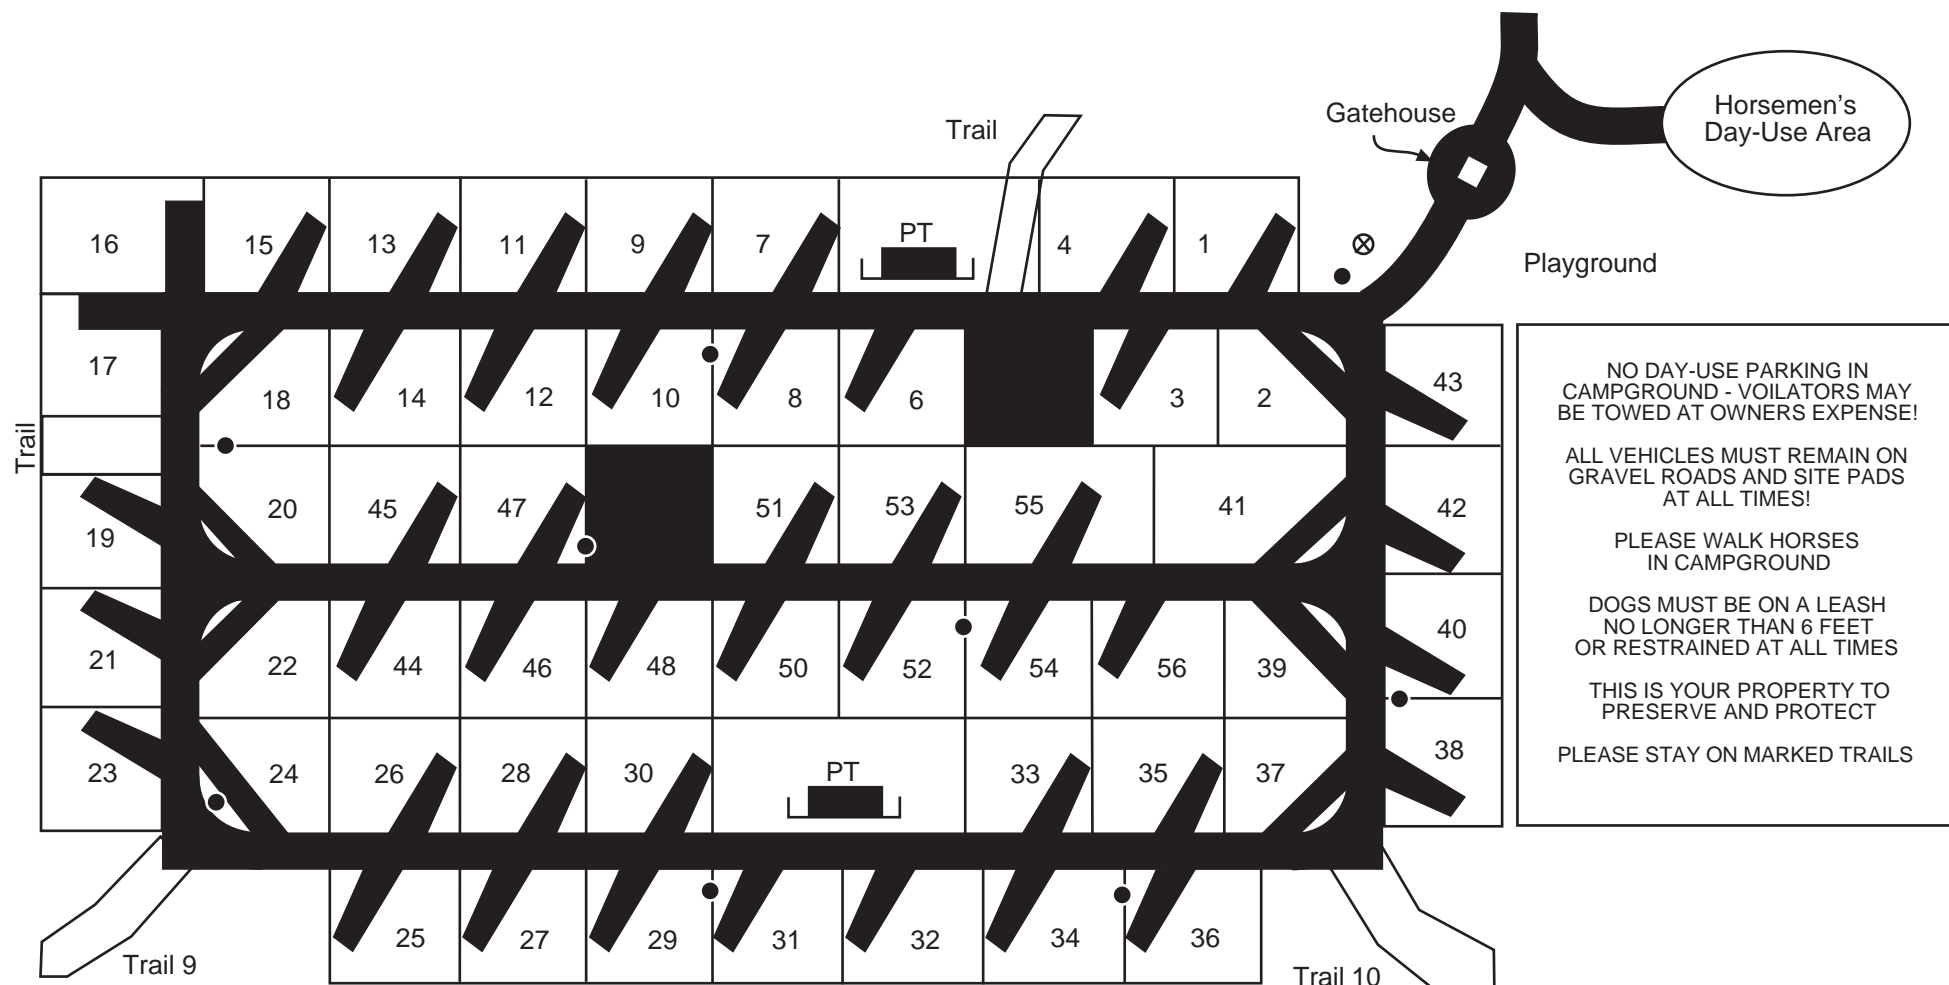 Horsemen's
Day-Use Area
Gatehouse
Trail
Playground
16
15
13
11
9
7
PT
4
1
17
18
14
12
10
8
6
3
2
43
Trail
19
20
45
47
51
53
55
41
42
21
22
44
46
48
50
52
54
56
39
40
23
24
26
28
30
PT
33
35
37
38
25
27
29
31
32
34
36
Trail 9
Trail 10
NO DAY-USE PARKING IN
CAMPGROUND - VOILATORS MAY
BE TOWED AT OWNERS EXPENSE!
ALL VEHICLES MUST REMAIN ON
GRAVEL ROADS AND SITE PADS
AT ALL TIMES!
PLEASE WALK HORSES
IN CAMPGROUND
DOGS MUST BE ON A LEASH
NO LONGER THAN 6 FEET
OR RESTRAINED AT ALL TIMES
THIS IS YOUR PROPERTY TO
PRESERVE AND PROTECT
PLEASE STAY ON MARKED TRAILS